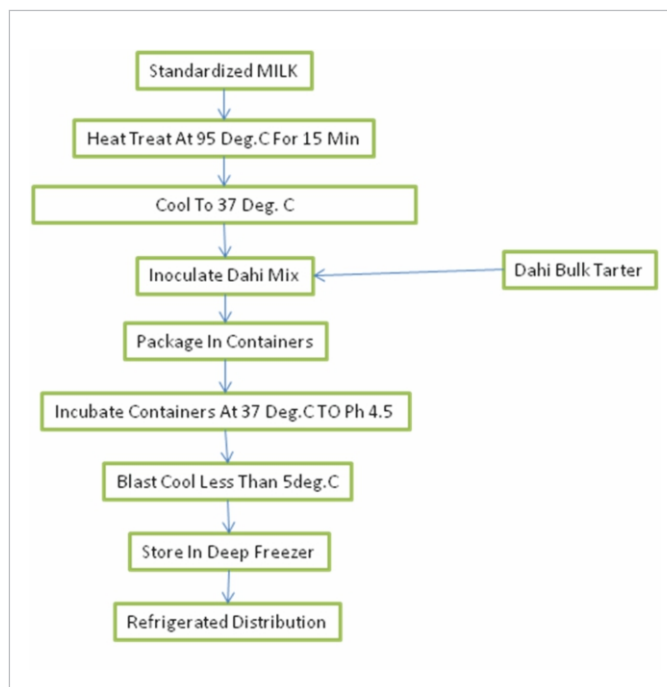 Standardized MILK
Heat Treat At 95 Deg.C For 15 Min
Cool To 37 Deg. C
Inoculate Dahi Mix
Dahi Bulk Tarter
Package In Containers
Incubate Containers At 37 Deg.C TO Ph 4.5
Blast Cool Less Than 5deg.C
Store In Deep Freezer
Refrigerated Distribution